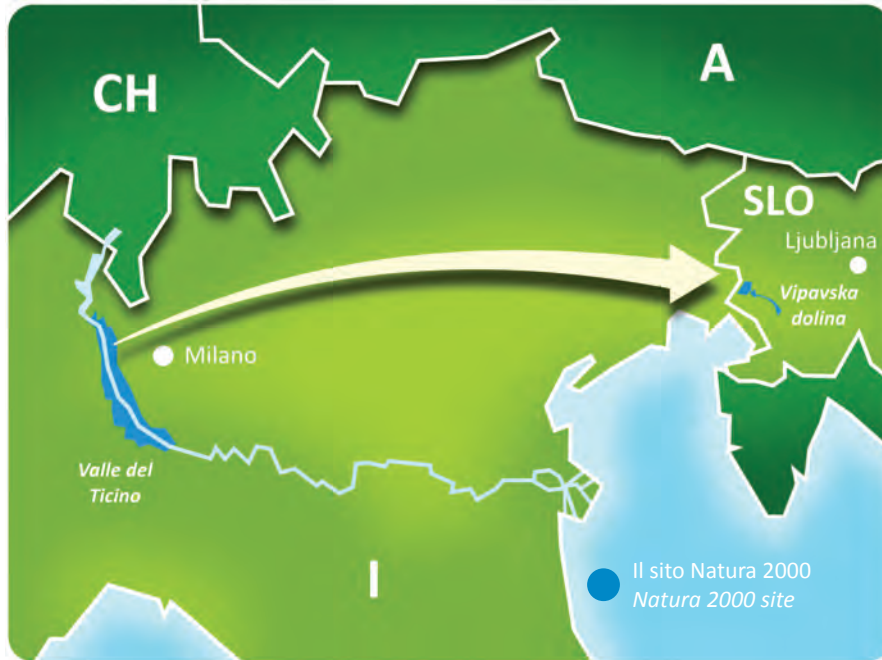 CH
A
SLO
Ljubljana
Vipavska
dolina
Milano
Valle del
Ticino
I
Il sito Natura 2000
Natura 2000 site